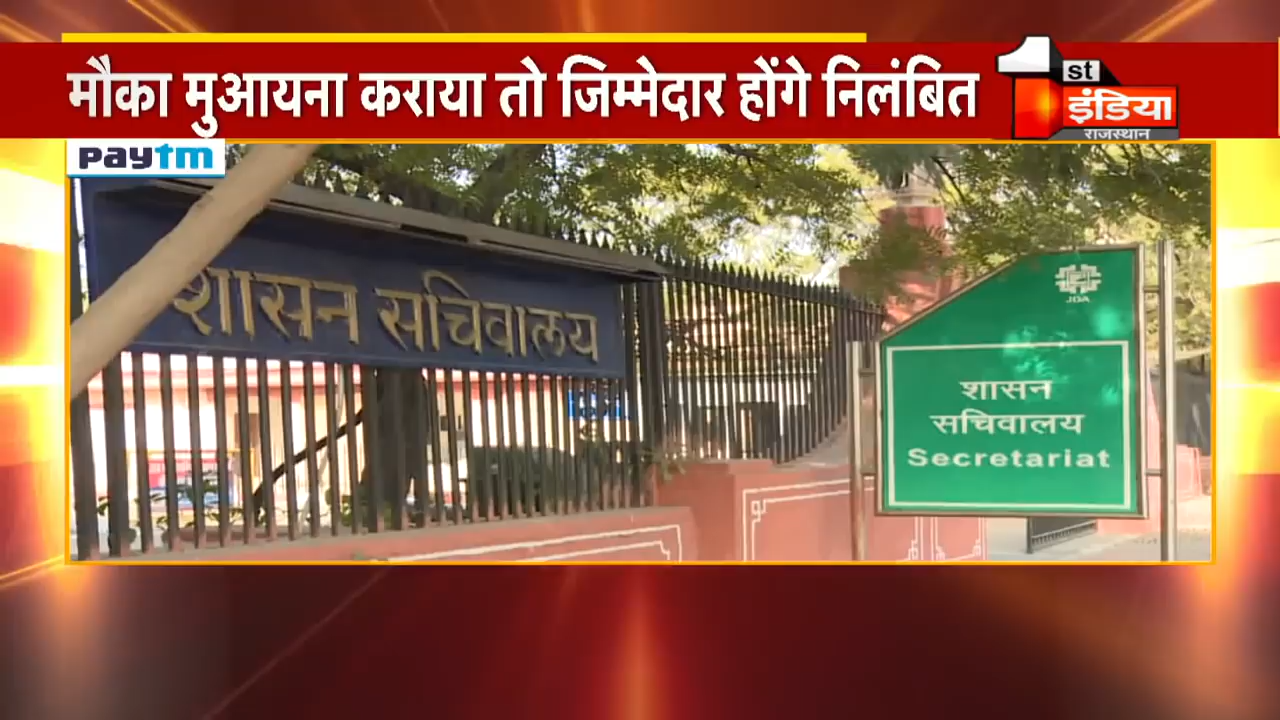 मौका मुआयना कराया तो जिम्मेदार होंगे निलंबित
1st
इंडिया
राजस्थान
paytm
शासन सचिवालय
JDA
शासन
सचिवालय
Secretariat